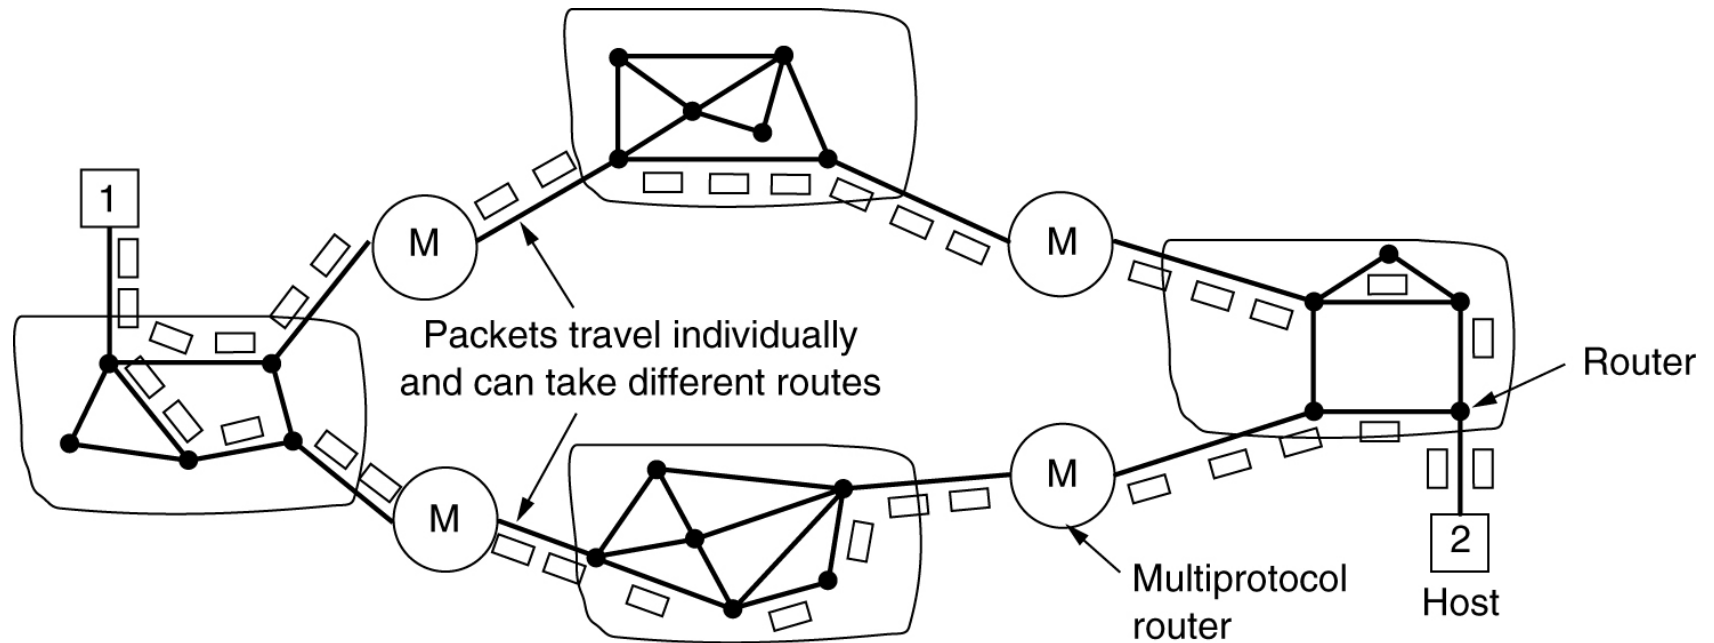 1
M
M
Packets travel individually
and can take different routes
Router
M
M
2
Multiprotocol
router
Host